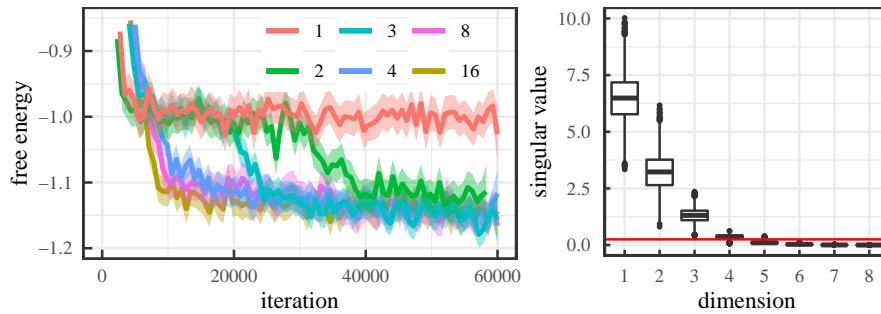 1 3 8
2 4 16
−0.9
−1.0
−1.1
−1.2
free energy
0 20000 40000 60000
iteration
10.0
7.5
5.0
2.5
0.0
singular value
1 2 3 4 5 6 7 8
dimension